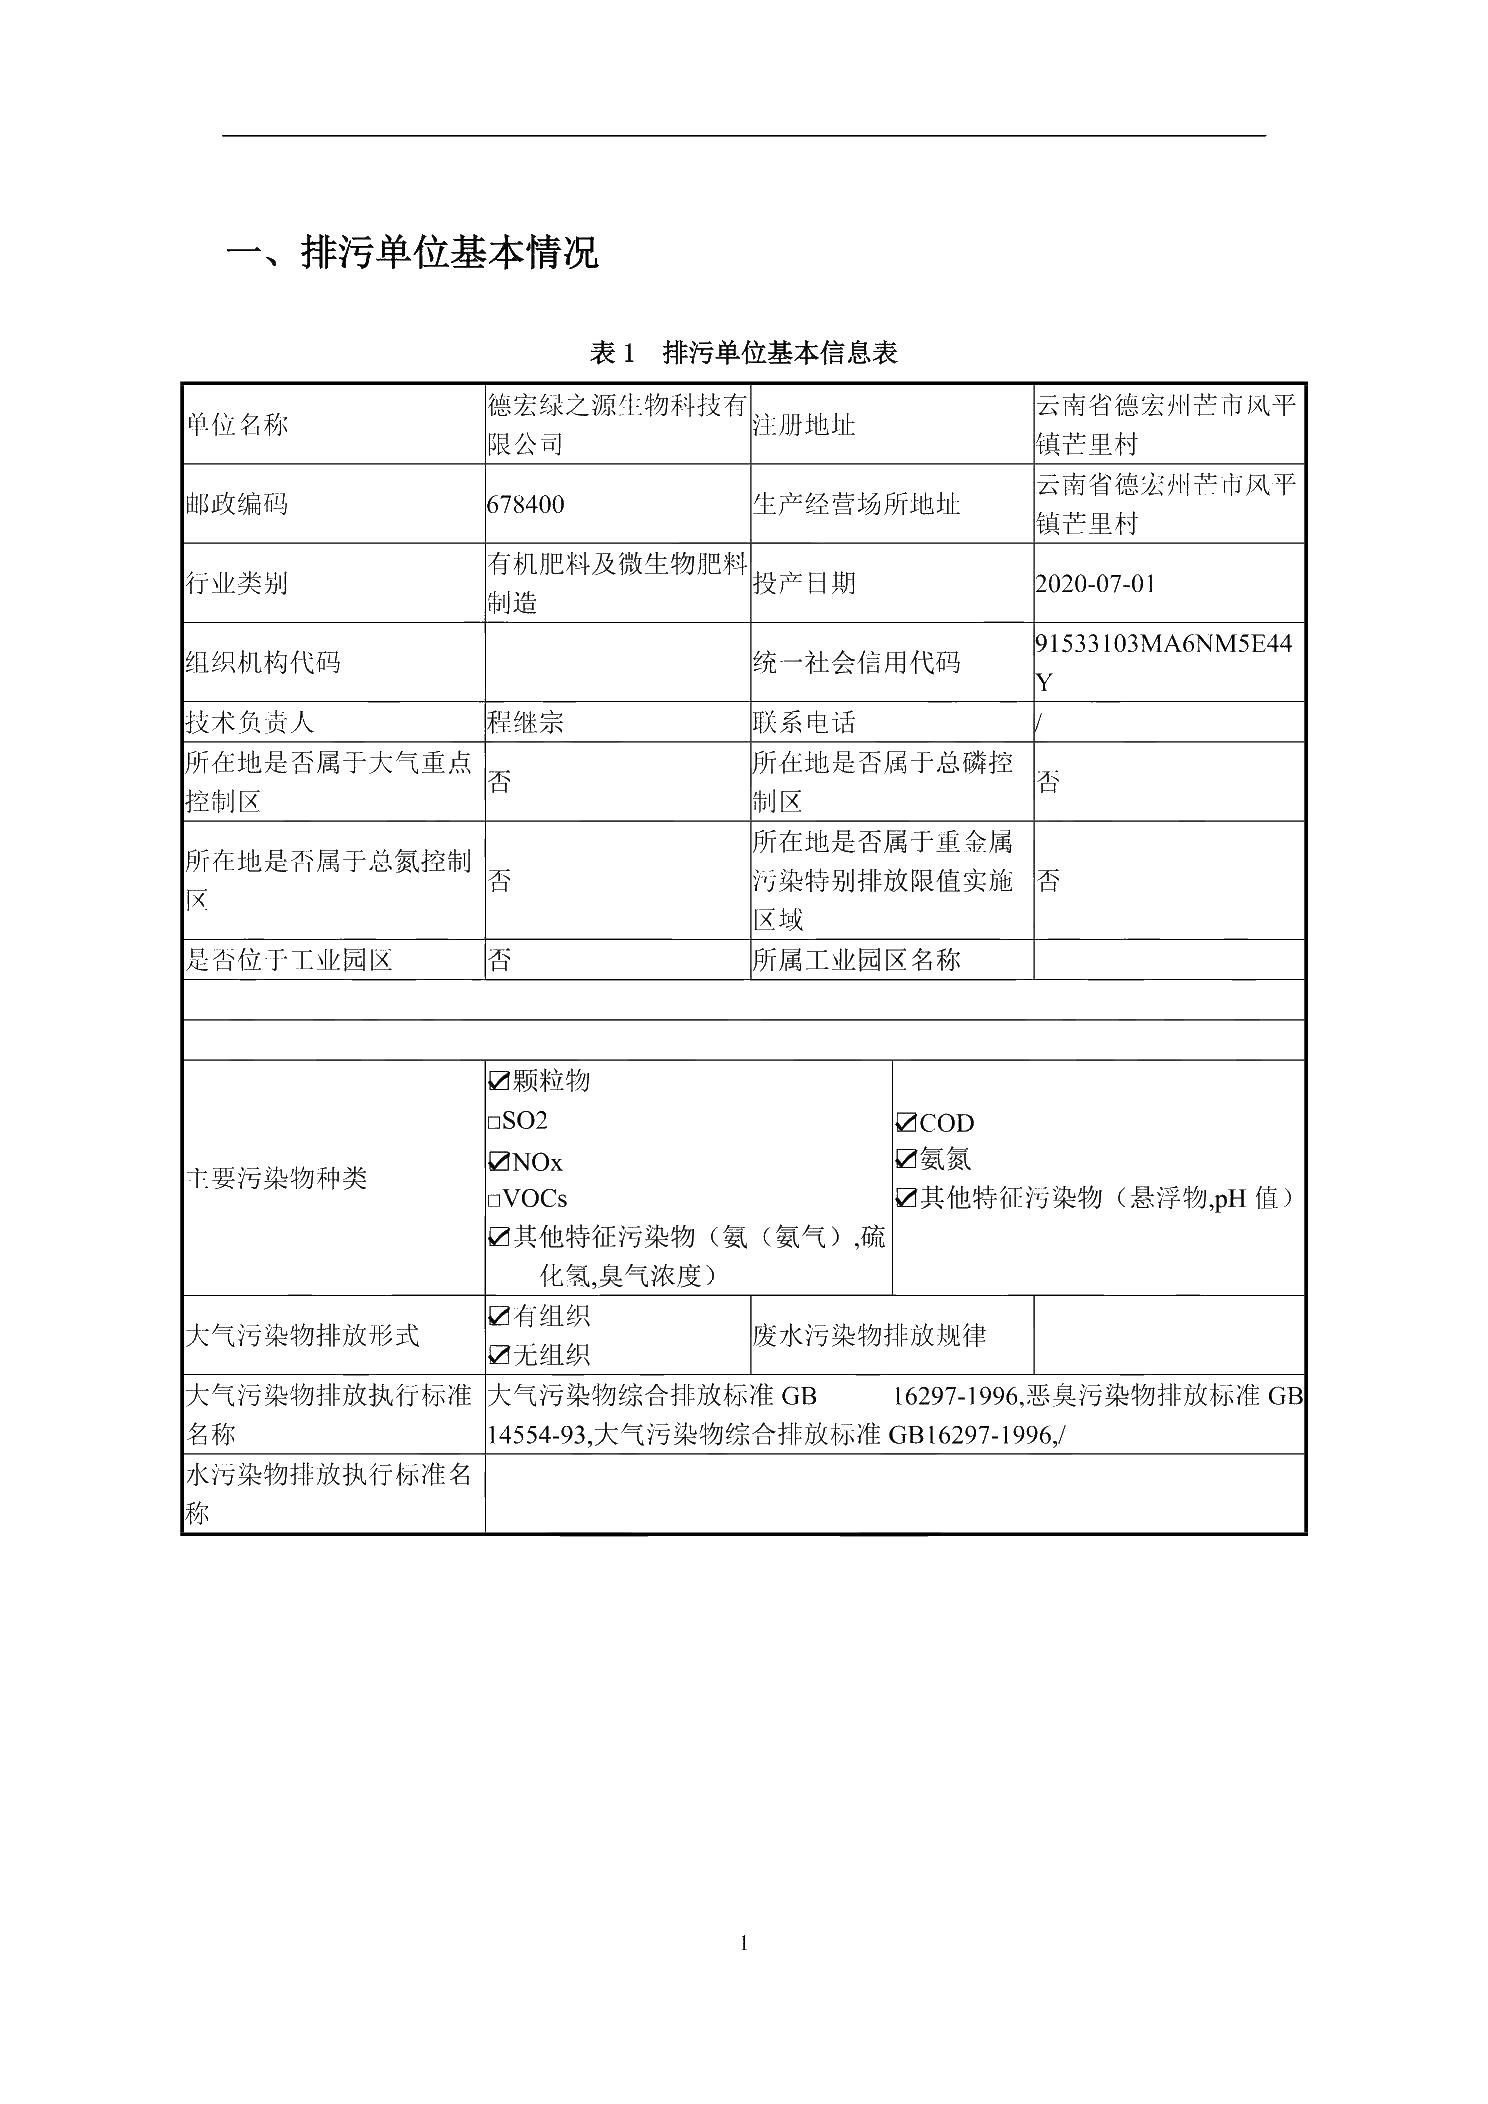 一、排污单位基本情况
表 1 排污单位基本信息表
单位名称
德宏绿之源生物科技有
限公司
注册地址
云南省德宏州芒市风平
镇芒里村
邮政编码
678400
生产经营场所地址
云南省德宏州芒市风平
镇芒里村
行业类别
有机肥料及微生物肥料
制造
投产日期
2020-07-01
组织机构代码
统一社会信用代码
91533103MA6NM5E44
Y
技术负责人
程继宗
联系电话
/
所在地是否属于大气重点
控制区
否
所在地是否属于总磷控
制区
否
所在地是否属于总氮控制
区
否
所在地是否属于重金属
污染特别排放限值实施
区域
否
是否位于工业园区
否
所属工业园区名称
主要污染物种类
☑颗粒物
□SO2
☑NOx
□VOCs
☑其他特征污染物（氨（氨气）,硫
化氢,臭气浓度）
☑COD
☑氨氮
☑其他特征污染物（悬浮物,pH 值）
大气污染物排放形式
☑有组织
☑无组织
废水污染物排放规律
大气污染物排放执行标准
名称
大气污染物综合排放标准 GB 16297-1996,恶臭污染物排放标准 GB
14554-93,大气污染物综合排放标准 GB16297-1996,/
水污染物排放执行标准名
称
1